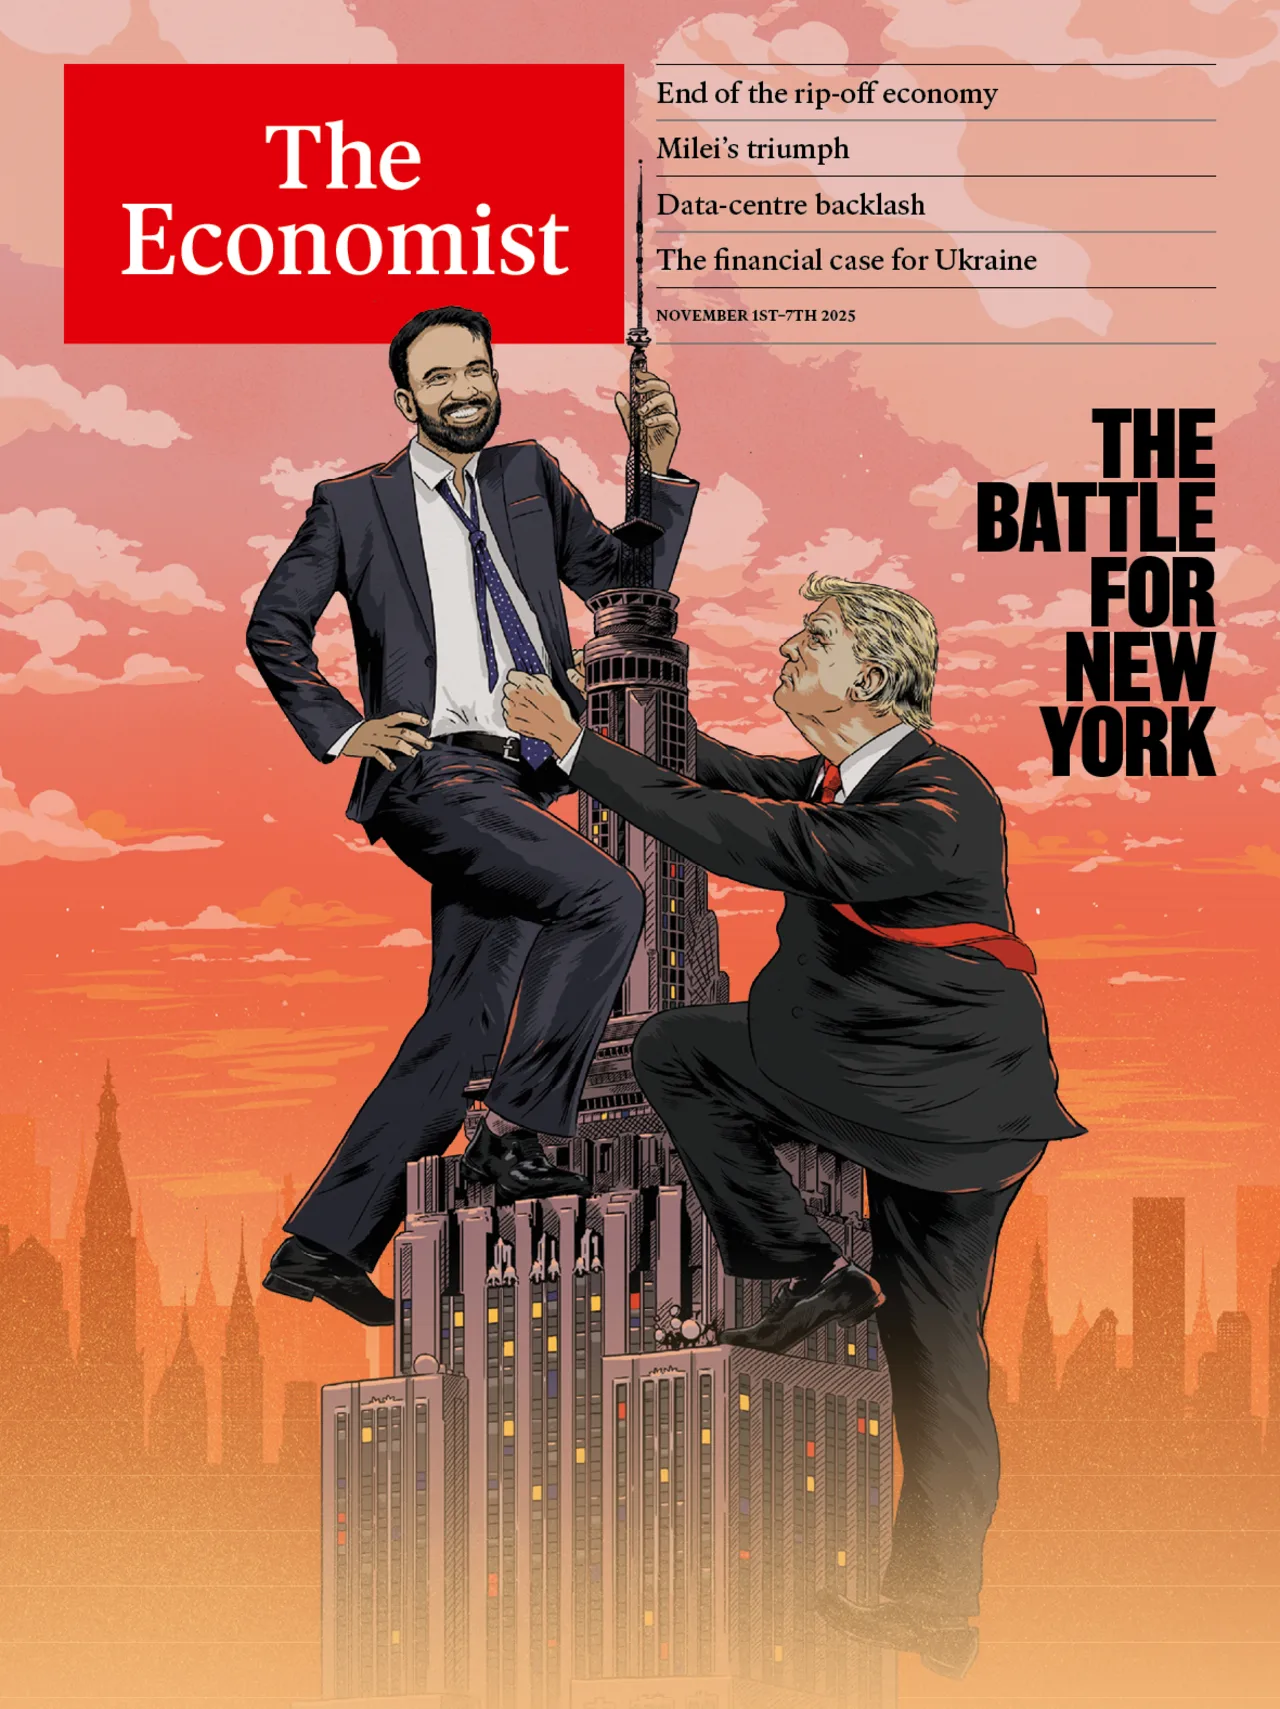 The
Economist
End of the rip-off economy
Milei’s triumph
Data-centre backlash
The financial case for Ukraine
NOVEMBER 1ST–7TH 2025
THE
BATTLE
FOR
NEW
YORK